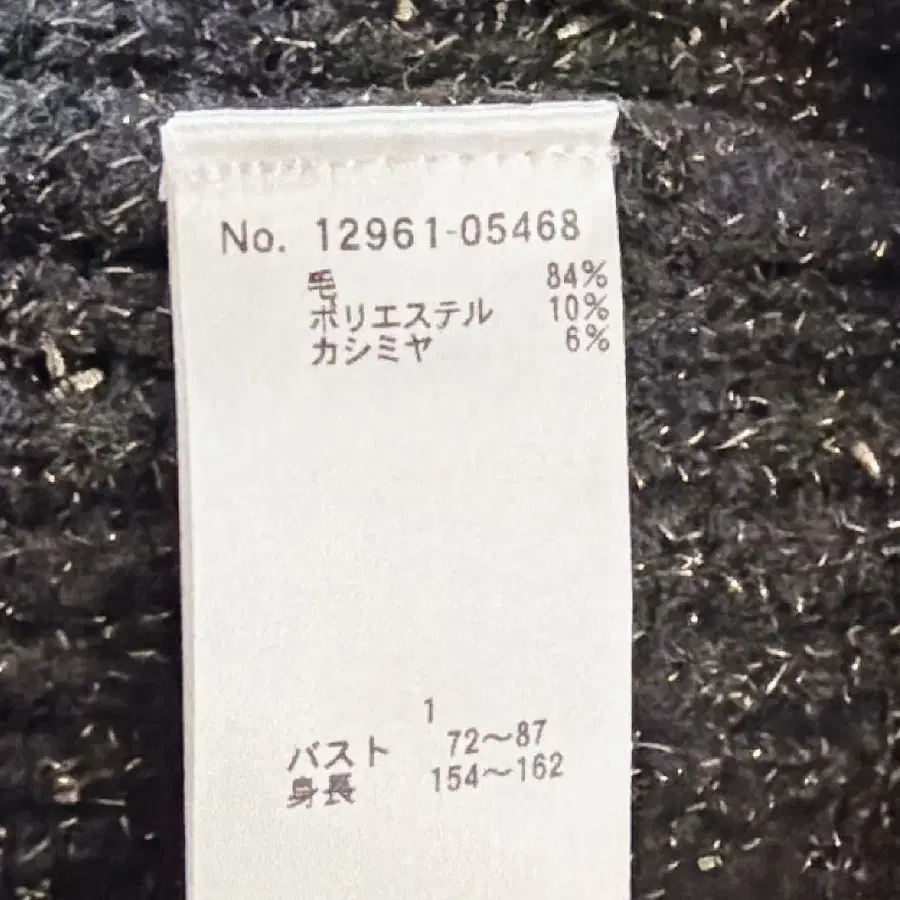 No. 12961-05468
毛 84%
ポリエステル 10%
カシミヤ 6%
1
バスト 72〜87
身長 154〜162